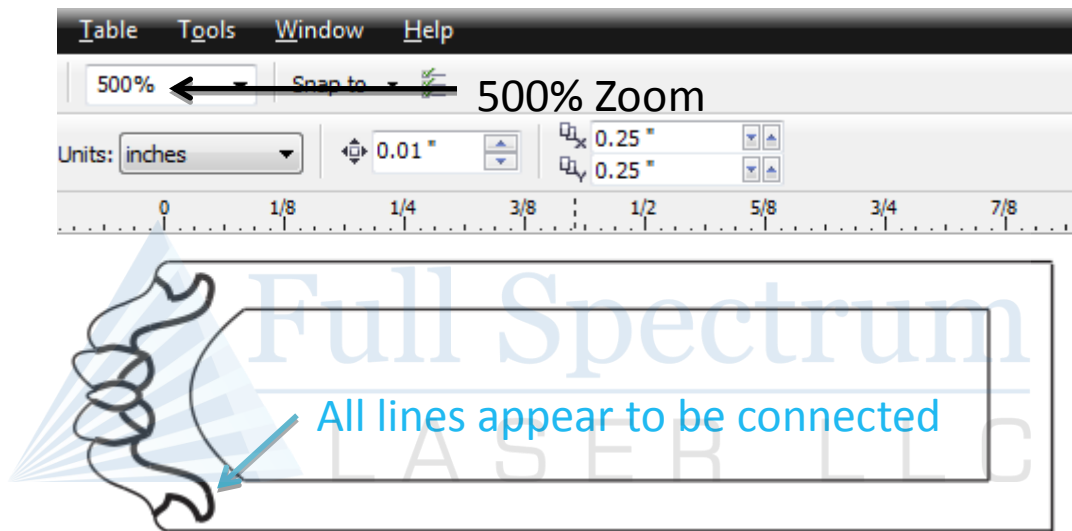 Table Tools Window Help
500% Snap to 500% Zoom
Units: inches 0.01 " 0.25 "
0.25 "
0 1/8 1/4 3/8 1/2 5/8 3/4 7/8
Full Spectrum
All lines appear to be connected
LASER LLC